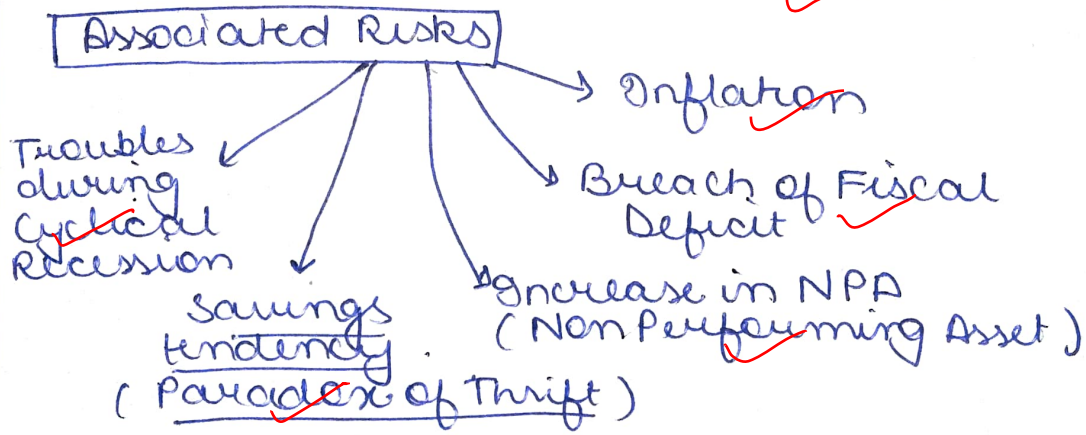 Associated Risks
Troubles
during
Cyclical
Recession
Savings
tendency.
(Paradox of Thrift)
Increase in NPA
(Non Performing Asset)
Breach of Fiscal
Deficit
Inflation